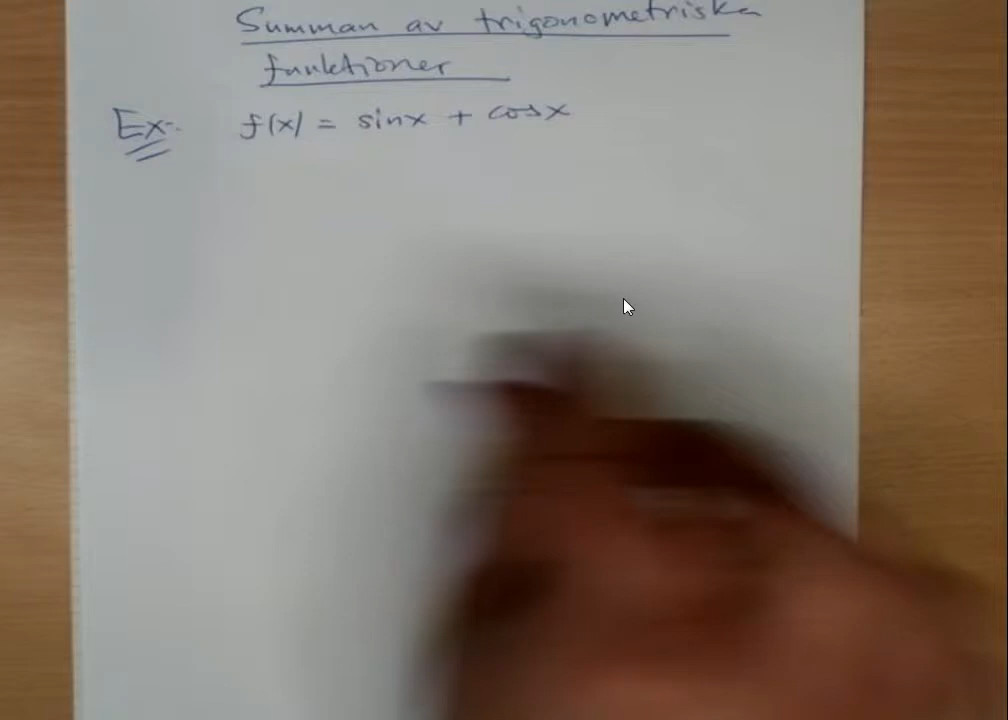 Summan av trigonometriska
funktioner
Ex: f(x) = sinx + cosx